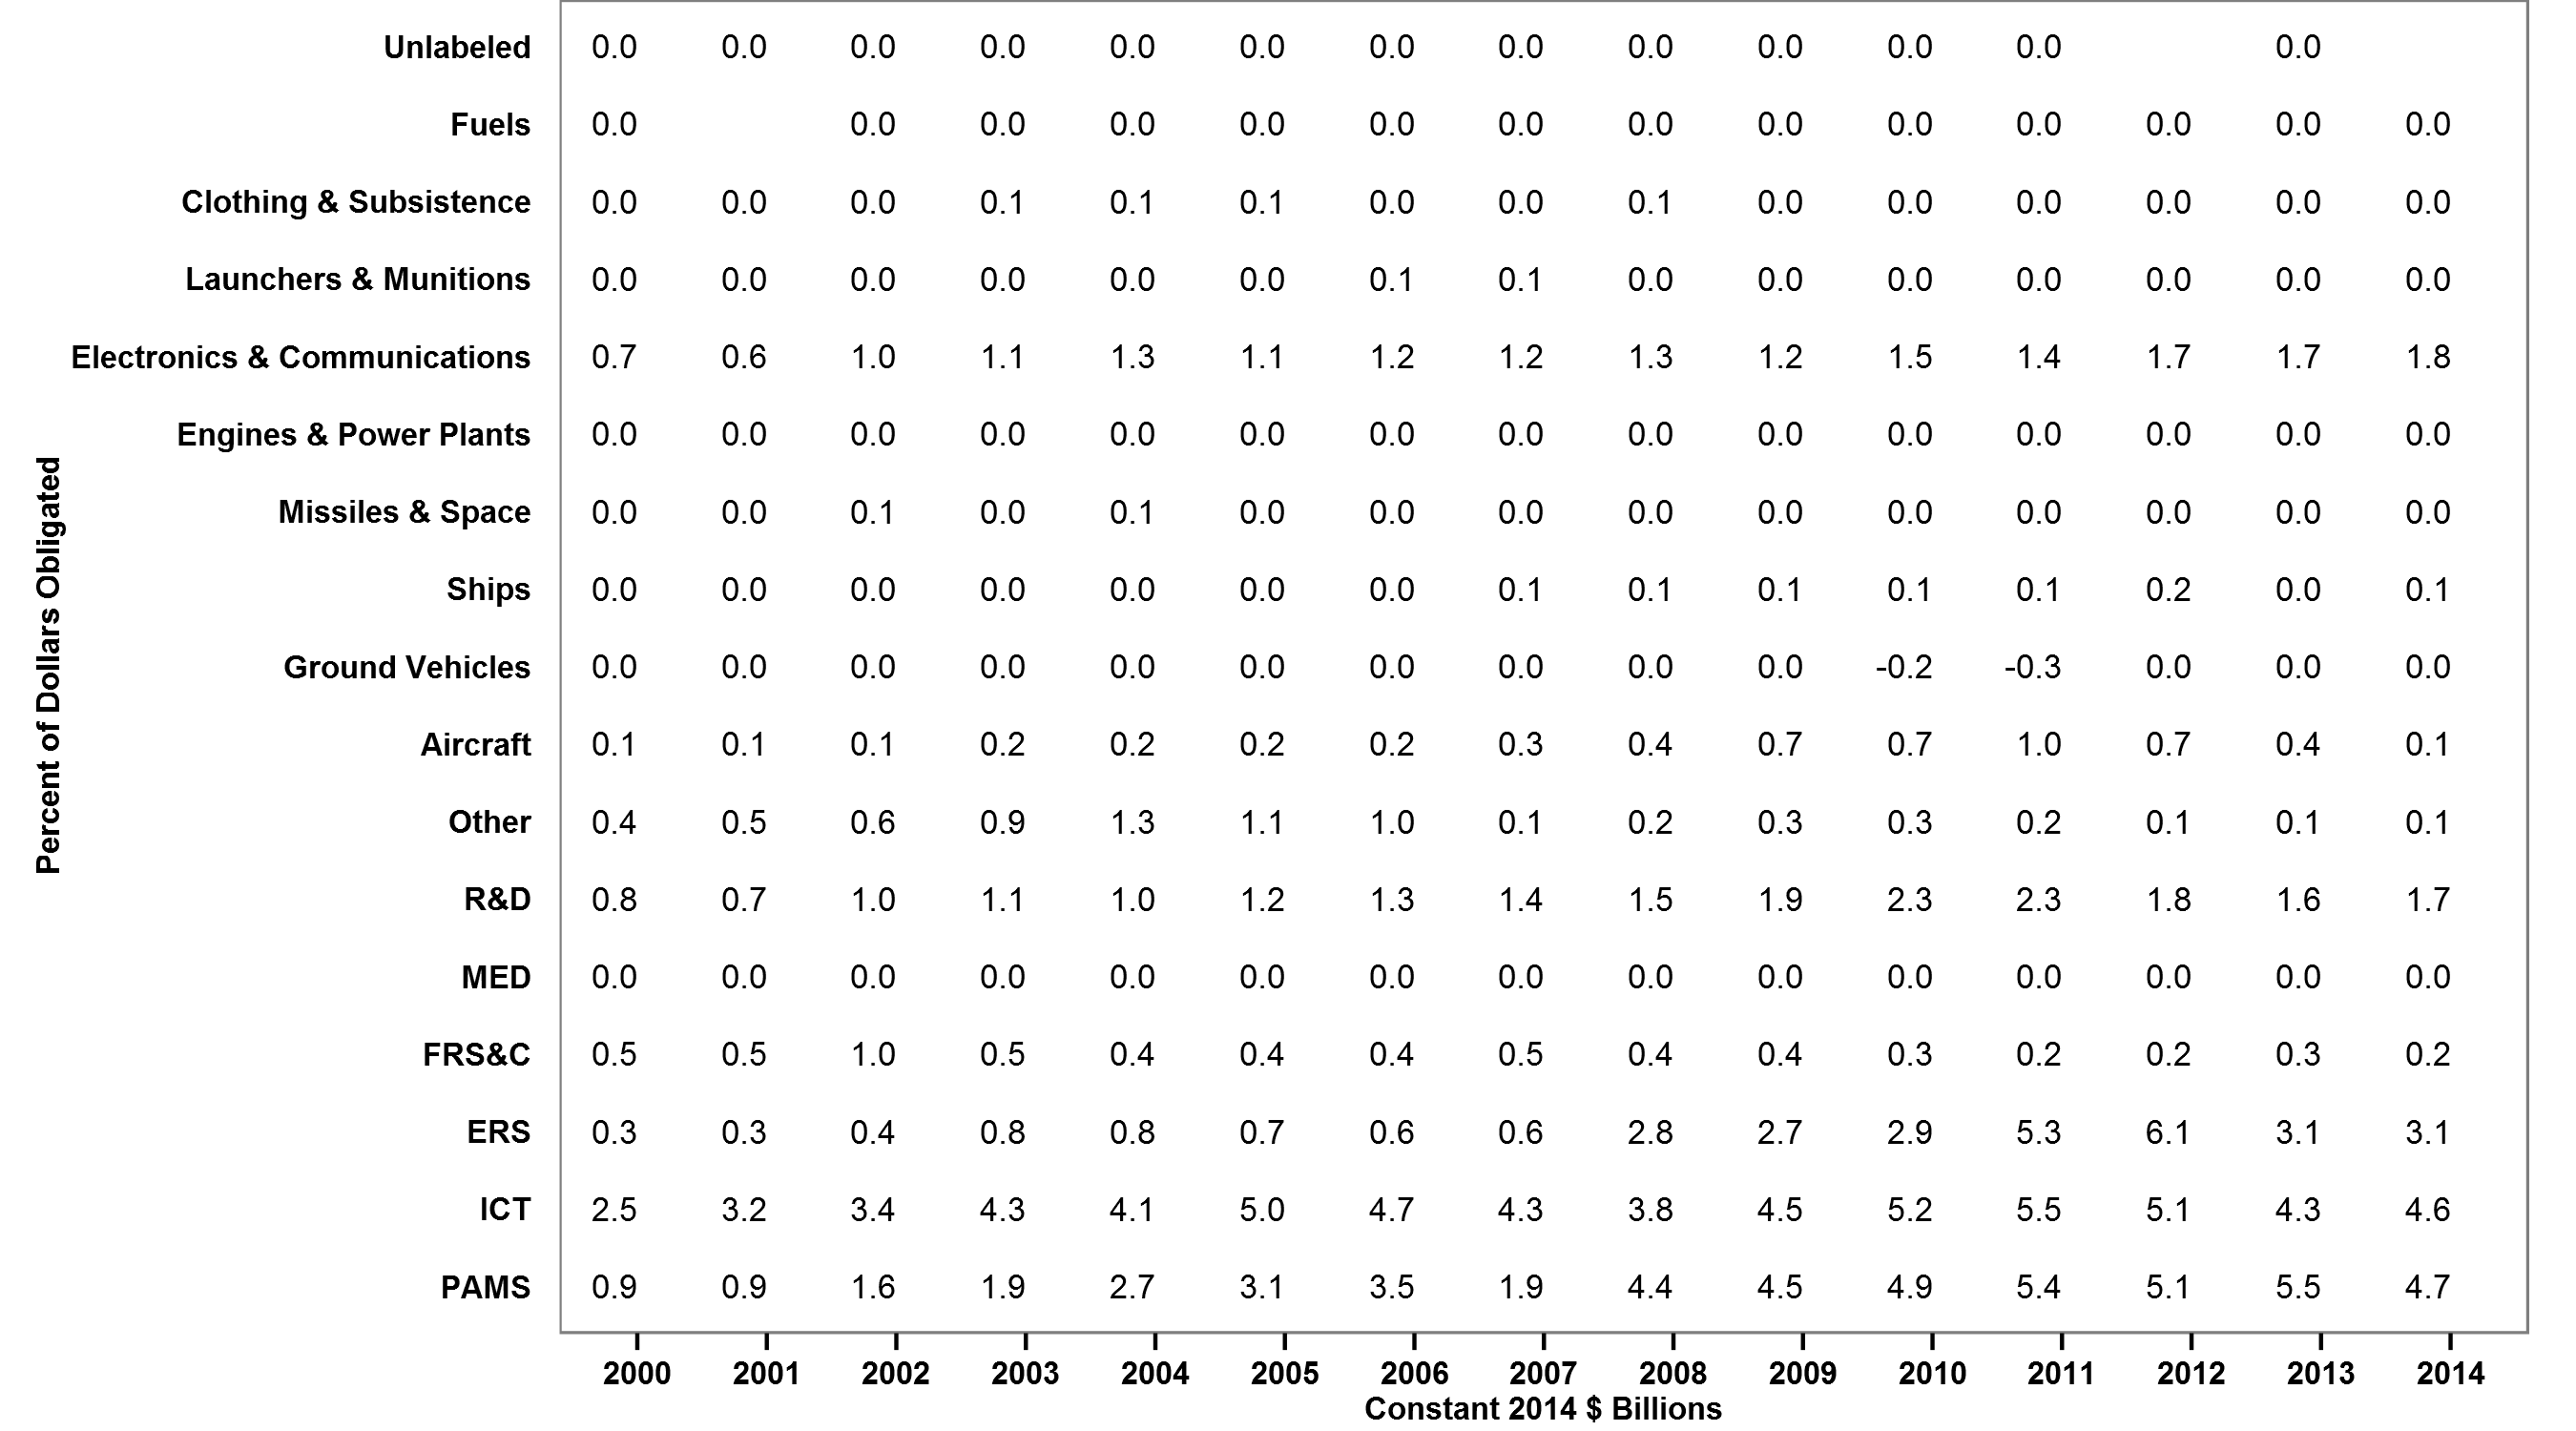 Unlabeled 0.0 0.0 0.0 0.0 0.0 0.0 0.0 0.0 0.0 0.0 0.0 0.0 0.0
Fuels 0.0 0.0 0.0 0.0 0.0 0.0 0.0 0.0 0.0 0.0 0.0 0.0 0.0 0.0
Clothing & Subsistence 0.0 0.0 0.0 0.1 0.1 0.1 0.0 0.0 0.1 0.0 0.0 0.0 0.0 0.0 0.0
Launchers & Munitions 0.0 0.0 0.0 0.0 0.0 0.0 0.1 0.1 0.0 0.0 0.0 0.0 0.0 0.0 0.0
Electronics & Communications 0.7 0.6 1.0 1.1 1.3 1.1 1.2 1.2 1.3 1.2 1.5 1.4 1.7 1.7 1.8
Engines & Power Plants 0.0 0.0 0.0 0.0 0.0 0.0 0.0 0.0 0.0 0.0 0.0 0.0 0.0 0.0 0.0
Missiles & Space 0.0 0.0 0.1 0.0 0.1 0.0 0.0 0.0 0.0 0.0 0.0 0.0 0.0 0.0 0.0
Ships 0.0 0.0 0.0 0.0 0.0 0.0 0.0 0.1 0.1 0.1 0.1 0.1 0.2 0.0 0.1
Ground Vehicles 0.0 0.0 0.0 0.0 0.0 0.0 0.0 0.0 0.0 0.0 -0.2 -0.3 0.0 0.0 0.0
Aircraft 0.1 0.1 0.1 0.2 0.2 0.2 0.2 0.3 0.4 0.7 0.7 1.0 0.7 0.4 0.1
Other 0.4 0.5 0.6 0.9 1.3 1.1 1.0 0.1 0.2 0.3 0.3 0.2 0.1 0.1 0.1
R&D 0.8 0.7 1.0 1.1 1.0 1.2 1.3 1.4 1.5 1.9 2.3 2.3 1.8 1.6 1.7
MED 0.0 0.0 0.0 0.0 0.0 0.0 0.0 0.0 0.0 0.0 0.0 0.0 0.0 0.0 0.0
FRS&C 0.5 0.5 1.0 0.5 0.4 0.4 0.4 0.5 0.4 0.4 0.3 0.2 0.2 0.3 0.2
ERS 0.3 0.3 0.4 0.8 0.8 0.7 0.6 0.6 2.8 2.7 2.9 5.3 6.1 3.1 3.1
ICT 2.5 3.2 3.4 4.3 4.1 5.0 4.7 4.3 3.8 4.5 5.2 5.5 5.1 4.3 4.6
PAMS 0.9 0.9 1.6 1.9 2.7 3.1 3.5 1.9 4.4 4.5 4.9 5.4 5.1 5.5 4.7
2000 2001 2002 2003 2004 2005 2006 2007 2008 2009 2010 2011 2012 2013 2014
Constant 2014 $ Billions
Percent of Dollars Obligated